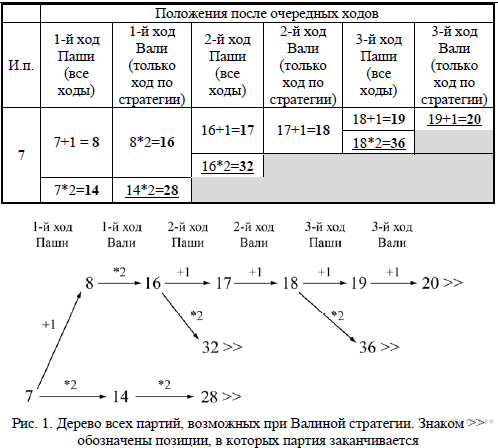 Положения после очередных ходов
И.п.
1-й ход
Паши
(все
ходы)
1-й ход
Вали
(только
ход по
стратегии)
2-й ход
Паши
(все
ходы)
2-й ход
Вали
(только
ход по
стратегии)
3-й ход
Паши
(все
ходы)
3-й ход
Вали
(только
ход по
стратегии)
7
7+1 = 8
8*2=16
16+1=17
17+1=18
18+1=19
19+1=20
18*2=36
16*2=32
7*2=14
14*2=28
1-й ход 1-й ход 2-й ход 2-й ход 3-й ход 3-й ход
Паши Вали Паши Вали Паши Вали
8 *2 16 +1 17 +1 18 +1 19 +1 20 >>
+1 *2 *2
32 >> 36 >>
7 *2 14 *2 28 >>
Рис. 1. Дерево всех партий, возможных при Валиной стратегии. Знаком >>
обозначены позиции, в которых партия заканчивается